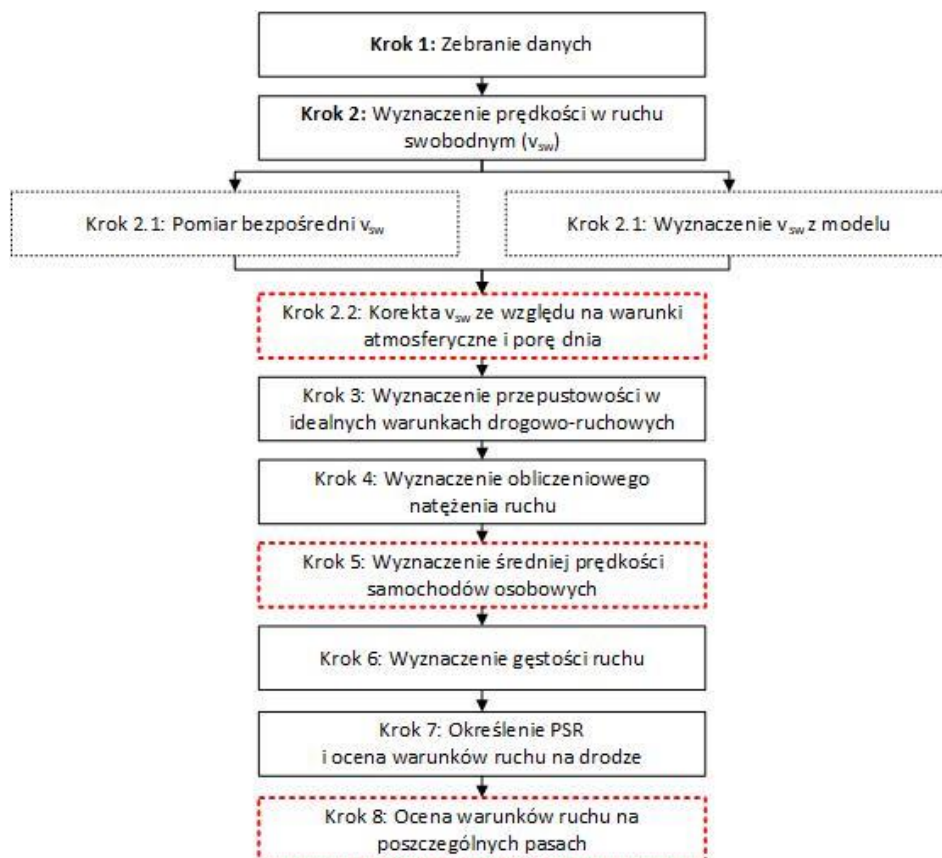 Krok 1: Zebranie danych
Krok 2: Wyznaczenie prędkości w ruchu
swobodnym (vsw)
Krok 2.1: Pomiar bezpośredni vsw
Krok 2.1: Wyznaczenie vsw z modelu
Krok 2.2: Korekta vsw ze względu na warunki
atmosferyczne i porę dnia
Krok 3: Wyznaczenie przepustowości w
idealnych warunkach drogowo-ruchowych
Krok 4: Wyznaczenie obliczeniowego
natężenia ruchu
Krok 5: Wyznaczenie średniej prędkości
samochodów osobowych
Krok 6: Wyznaczenie gęstości ruchu
Krok 7: Określenie PSR
i ocena warunków ruchu na drodze
Krok 8: Ocena warunków ruchu na
poszczególnych pasach